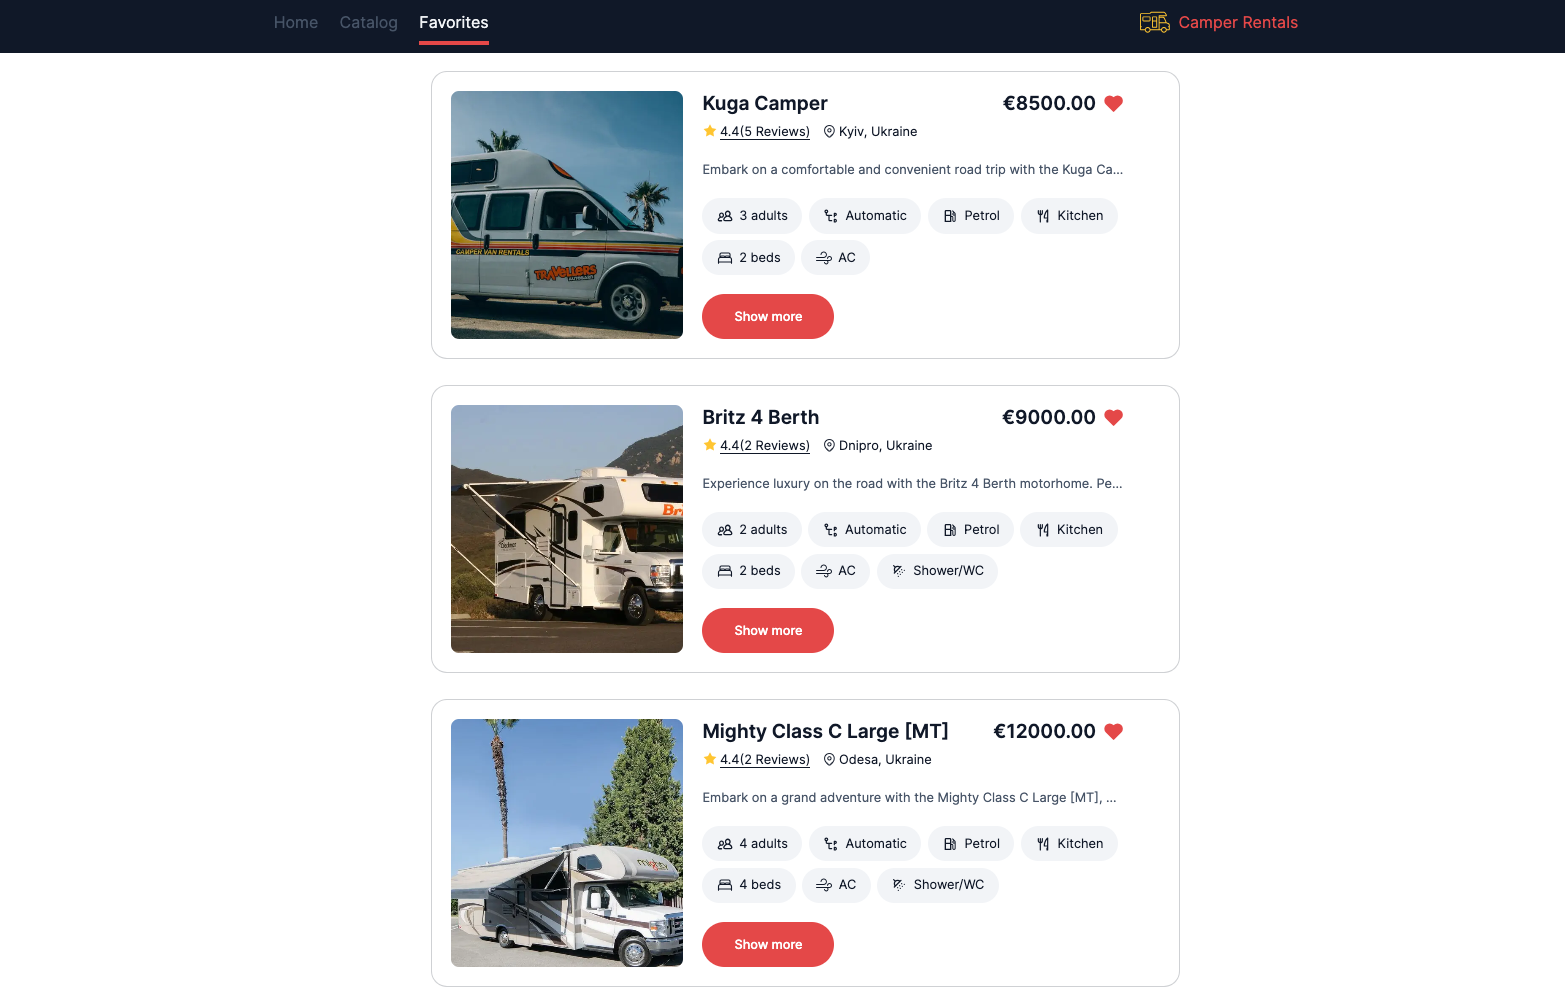 Home Catalog Favorites Camper Rentals
Kuga Camper €8500.00
4.4(5 Reviews) Kyiv, Ukraine
Embark on a comfortable and convenient road trip with the Kuga Ca...
3 adults Automatic Petrol Kitchen
2 beds AC
Show more
CAMPER VAN RENTALS
TRAVELLERS
Britz 4 Berth €9000.00
4.4(2 Reviews) Dnipro, Ukraine
Experience luxury on the road with the Britz 4 Berth motorhome. Pe...
2 adults Automatic Petrol Kitchen
2 beds AC Shower/WC
Show more
Bri
Mighty Class C Large [MT] €12000.00
4.4(2 Reviews) Odesa, Ukraine
Embark on a grand adventure with the Mighty Class C Large [MT], ...
4 adults Automatic Petrol Kitchen
4 beds AC Shower/WC
Show more
mighty